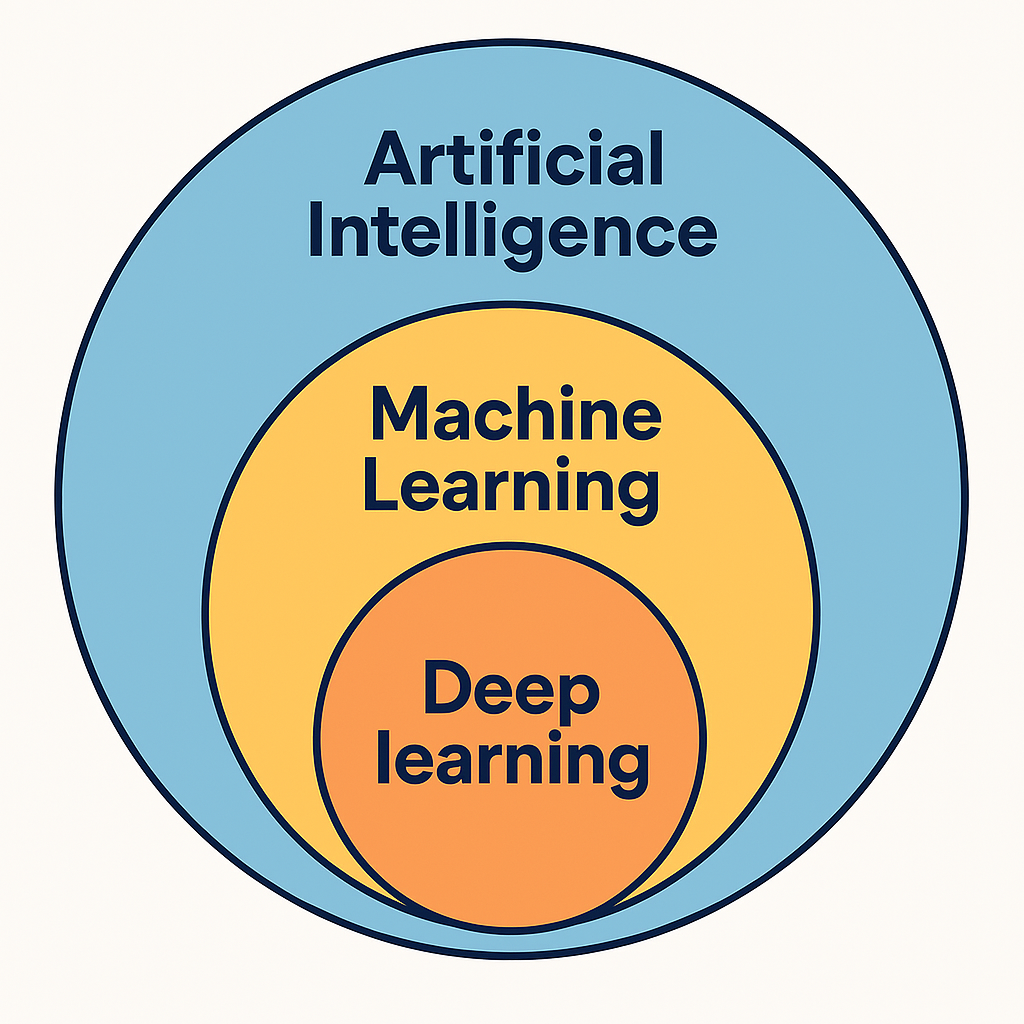 Artificial
Intelligence
Machine
Learning
Deep
learning